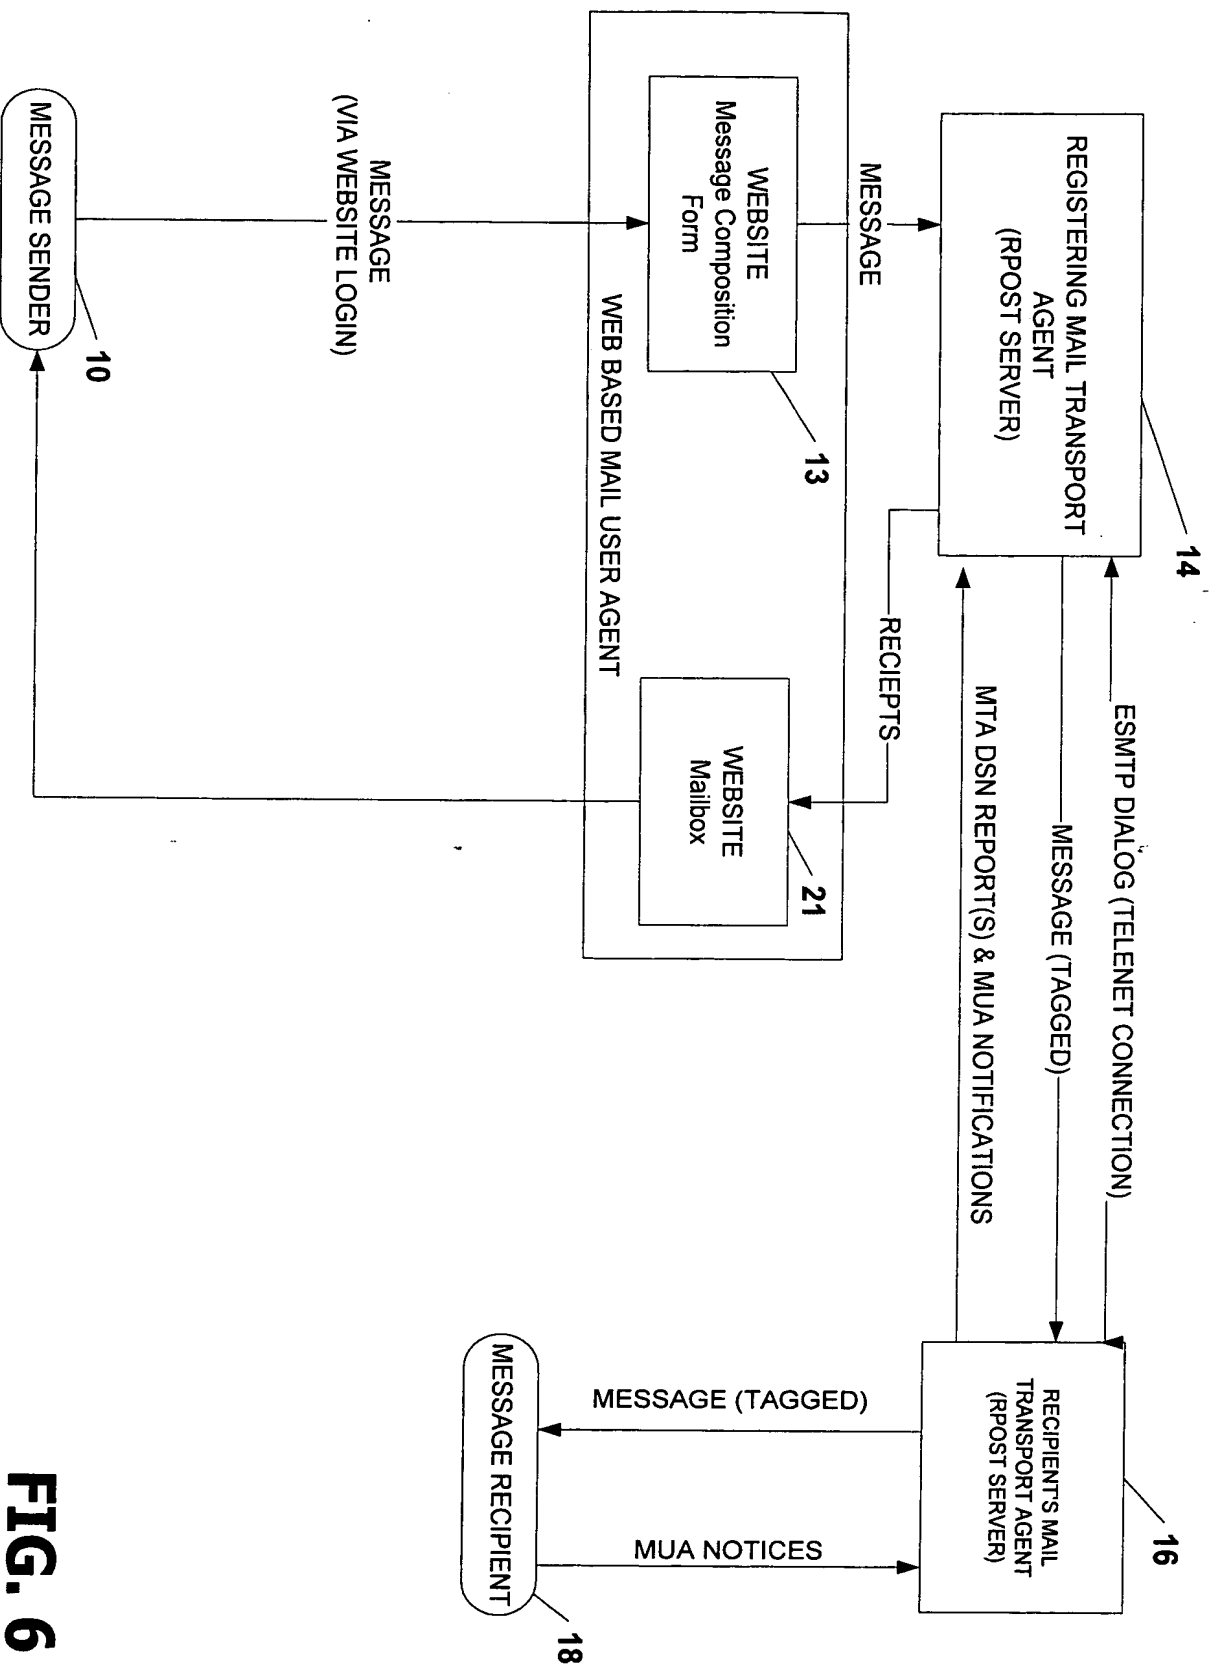 REGISTERING MAIL TRANSPORT
AGENT
(RPOST SERVER)
14
ESMTP DIALOG (TELENET CONNECTION)
MESSAGE (TAGGED)
MTA DSN REPORT(S) & MUA NOTIFICATIONS
RECIPIENT'S MAIL
TRANSPORT AGENT
(RPOST SERVER)
16
MESSAGE
RECIEPTS
WEBSITE
Message Composition
Form
13
WEBSITE
Mailbox
21
WEB BASED MAIL USER AGENT
MESSAGE (TAGGED)
MUA NOTICES
MESSAGE RECIPIENT
18
MESSAGE
(VIA WEBSITE LOGIN)
MESSAGE SENDER
10
FIG. 6